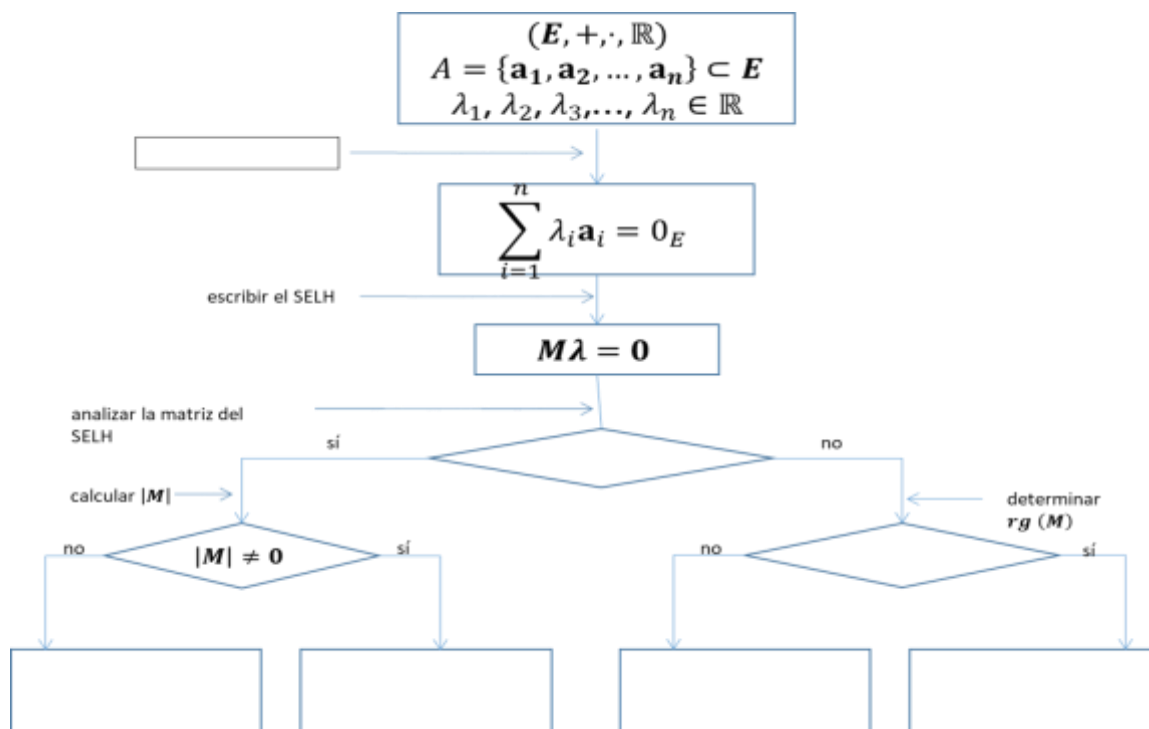 (E, +,·, ℝ)
A = {a₁, a₂, … , aₙ} ⊂ E
λ₁, λ₂, λ₃,…, λₙ ∈ ℝ
n
∑ λᵢaᵢ = 0_E
i=1
escribir el SELH
Mλ = 0
analizar la matriz del
SELH
sí
no
calcular |M|
determinar
rg (M)
no
|M| ≠ 0
sí
no
sí